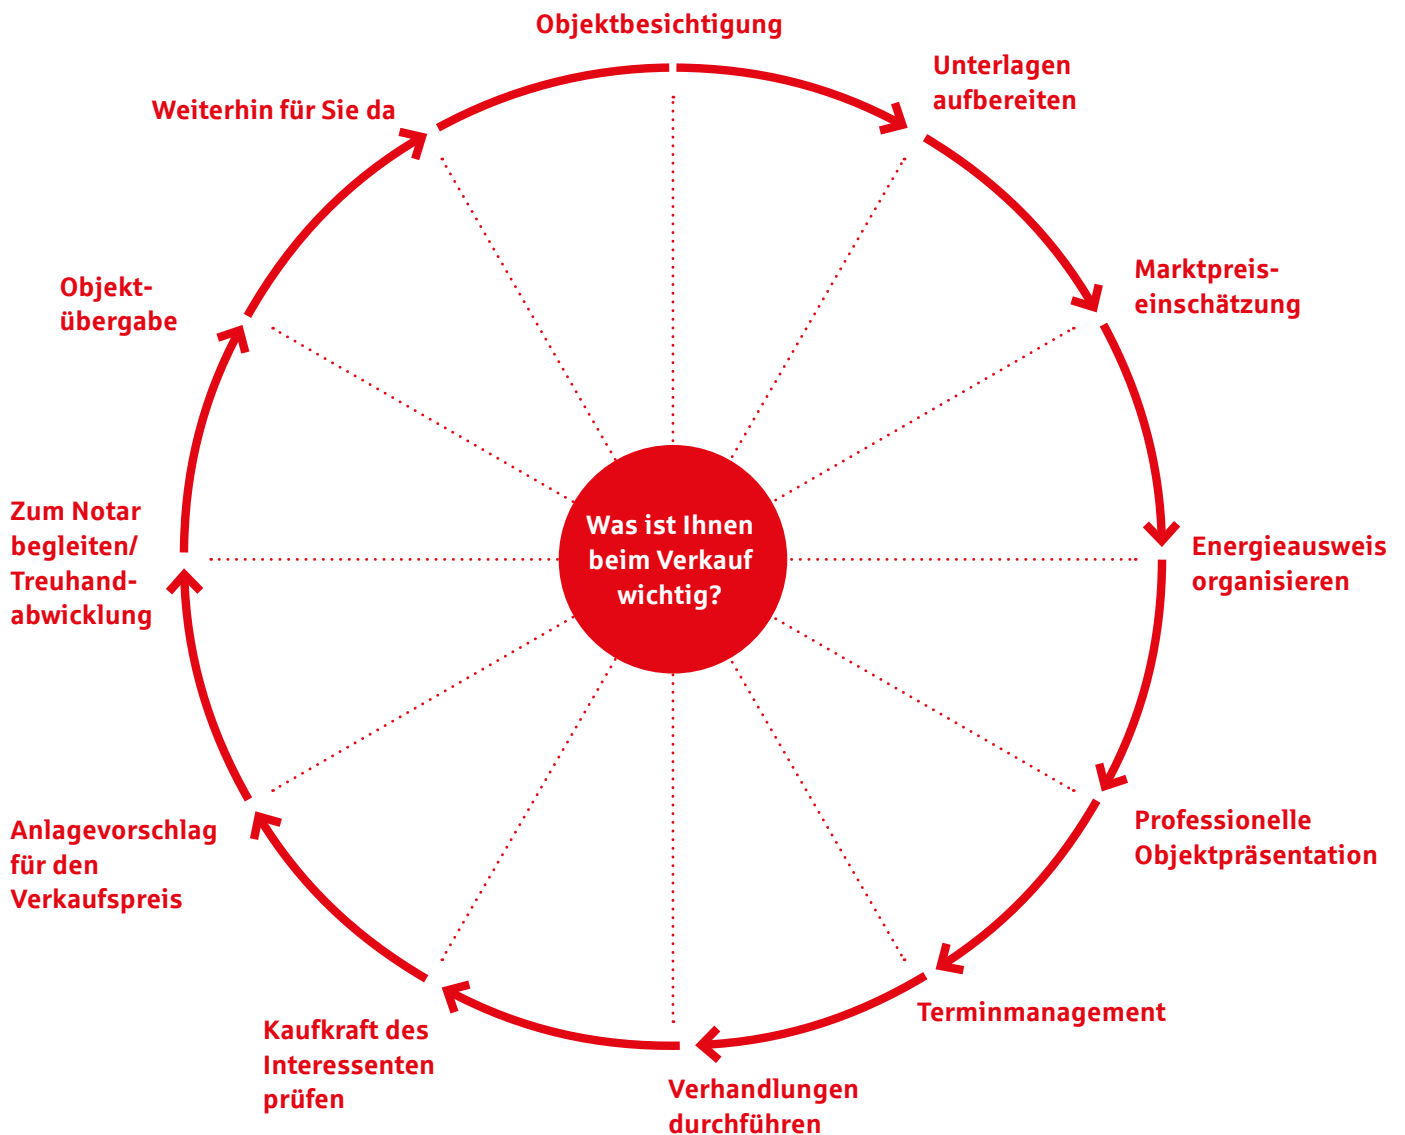 Objektbesichtigung
Unterlagen
aufbereiten
Marktpreis-
einschätzung
Energieausweis
organisieren
Professionelle
Objektpräsentation
Terminmanagement
Verhandlungen
durchführen
Kaufkraft des
Interessenten
prüfen
Anlagevorschlag
für den
Verkaufspreis
Zum Notar
begleiten/
Treuhand-
abwicklung
Objekt-
übergabe
Weiterhin für Sie da
Was ist Ihnen
beim Verkauf
wichtig?